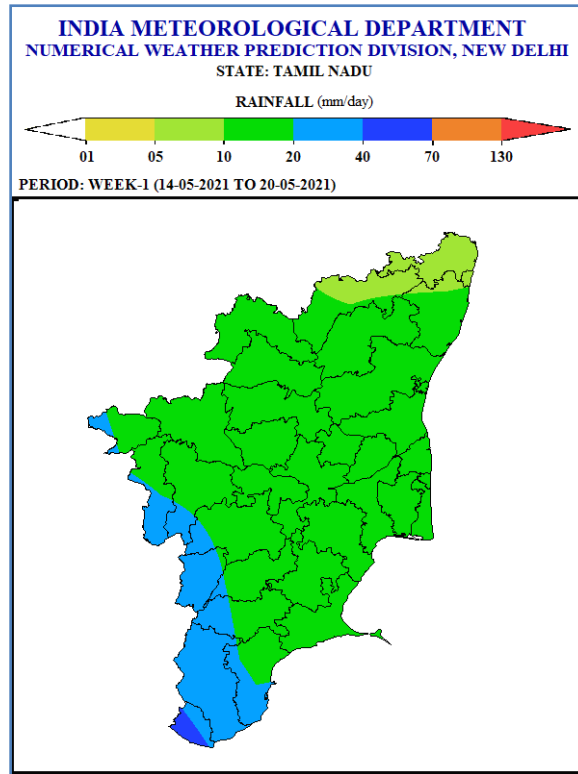 INDIA METEOROLOGICAL DEPARTMENT
NUMERICAL WEATHER PREDICTION DIVISION, NEW DELHI
STATE: TAMIL NADU
RAINFALL (mm/day)
01 05 10 20 40 70 130
PERIOD: WEEK-1 (14-05-2021 TO 20-05-2021)